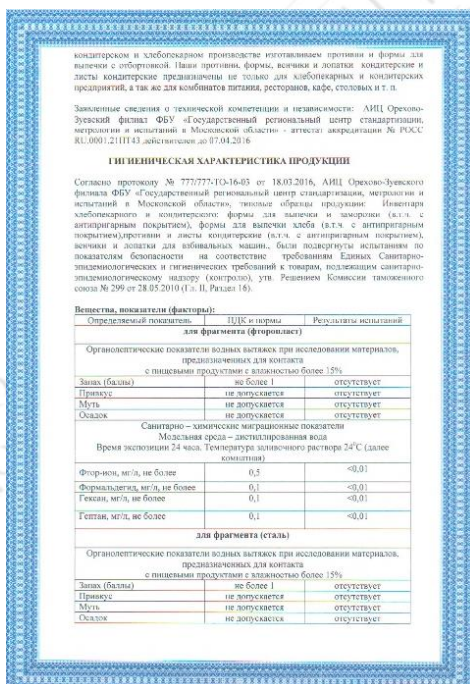 кондитерском и хлебопекарном производстве изготавливаем противни и формы для
выпечки с отбортовкой. Наши противни, формы, венчики и лопатки кондитерские и
листы кондитерские предназначены не только для хлебопекарных и кондитерских
предприятий, а так же для комбинатов питания, ресторанов, кафе, столовых и т. п.
Заявленные сведения о технической компетенции и независимости: АИЦ Орехово-
Зуевский филиал ФБУ «Государственный региональный центр стандартизации,
метрологии и испытаний в Московской области» - аттестат аккредитации № РОСС
RU.0001.21ПТ43 действителен до 07.04.2016
ГИГИЕНИЧЕСКАЯ ХАРАКТЕРИСТИКА ПРОДУКЦИИ
Согласно протоколу № 777/777-ТО-16-03 от 18.03.2016, АИЦ Орехово-Зуевского
филиала ФБУ «Государственный региональный центр стандартизации, метрологии и
испытаний в Московской области», типовые образцы продукции: Инвентарь
хлебопекарного и кондитерского: формы для выпечки и заморозки (в.т.ч. с
антипригарным покрытием), формы для выпечки хлеба (в.т.ч. с антипригарным
покрытием),противни и листы кондитерские (в.т.ч. с антипригарным покрытием),
венчики и лопатки для взбивальных машин., были подвергнуты испытаниям по
показателям безопасности на соответствие требованиям Единых Санитарно-
эпидемиологических и гигиенических требований к товарам, подлежащим санитарно-
эпидемиологическому надзору (контролю), утв. Решением Комиссии таможенного
союза № 299 от 28.05.2010 (Гл. II, Раздел 16).
Вещества, показатели (факторы):
Определяемый показатель ПДК и нормы Результаты испытаний
для фрагмента (фторопласт)
Органолептические показатели водных вытяжек при исследовании материалов,
предназначенных для контакта
с пищевыми продуктами с влажностью более 15%
Запах (баллы) не более 1 отсутствует
Привкус не допускается отсутствует
Муть не допускается отсутствует
Осадок не допускается отсутствует
Санитарно – химические миграционные показатели
Модельная среда – дистиллированная вода
Время экспозиции 24 часа. Температура заливочного раствора 24°С (далее
комнатная)
Фтор-ион, мг/л, не более 0,5 <0,01
Формальдегид, мг/л, не более 0,1 <0,01
Гексан, мг/л, не более 0,1 <0,01
Гептан, мг/л, не более 0,1 <0,01
для фрагмента (сталь)
Органолептические показатели водных вытяжек при исследовании материалов,
предназначенных для контакта
с пищевыми продуктами с влажностью более 15%
Запах (баллы) не более 1 отсутствует
Привкус не допускается отсутствует
Муть не допускается отсутствует
Осадок не допускается отсутствует